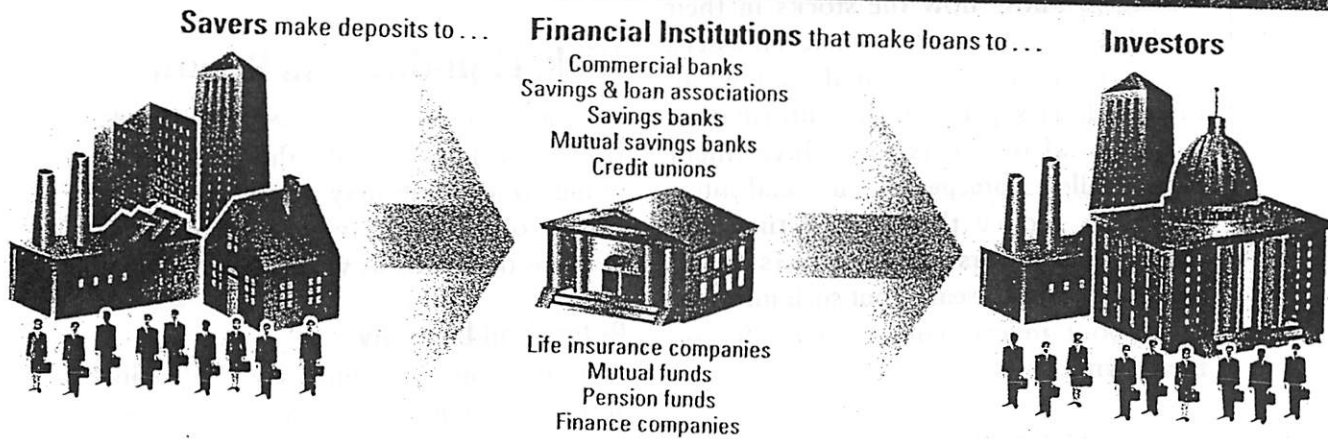 Savers make deposits to ...
Financial Institutions that make loans to ...
Investors
Commercial banks
Savings & loan associations
Savings banks
Mutual savings banks
Credit unions
Life insurance companies
Mutual funds
Pension funds
Finance companies